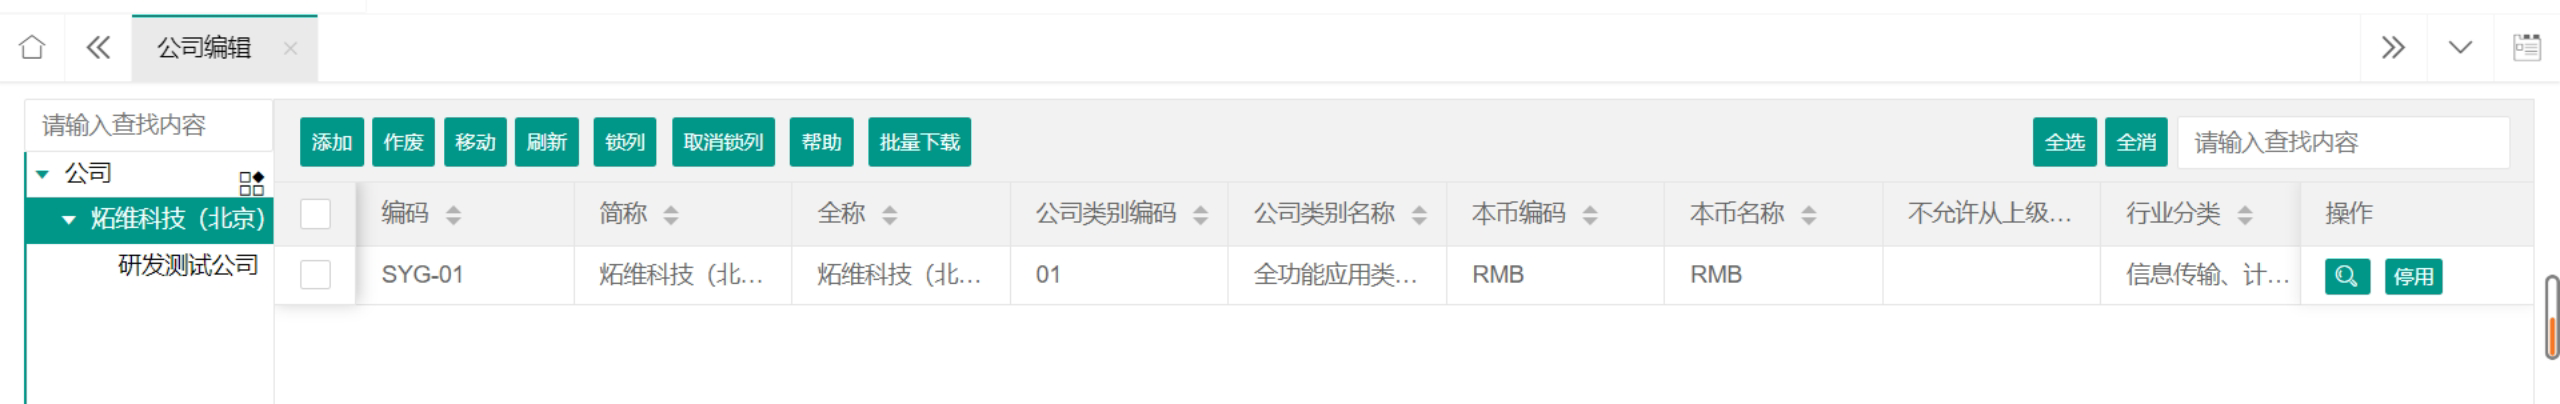 公司编辑
请输入查找内容
公司
炻维科技（北京）
研发测试公司
添加 作废 移动 刷新 锁列 取消锁列 帮助 批量下载 全选 全消 请输入查找内容
编码 简称 全称 公司类别编码 公司类别名称 本币编码 本币名称 不允许从上级... 行业分类 操作
SYG-01 炻维科技（北... 炻维科技（北... 01 全功能应用类... RMB RMB 信息传输、计... 停用